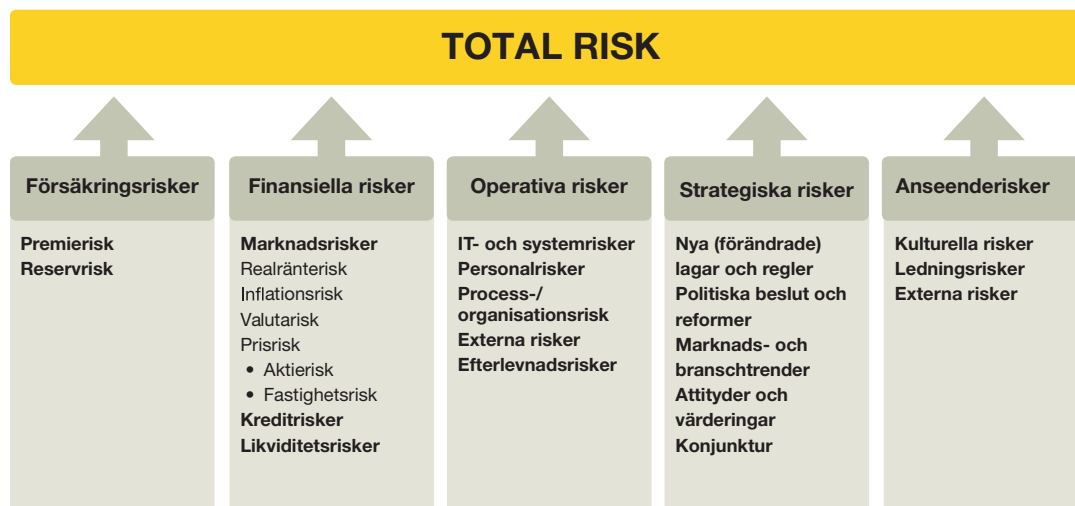 TOTAL RISK
Försäkringsrisker
Premierisk
Reservrisk
Finansiella risker
Marknadsrisker
Realränterisk
Inflationsrisk
Valutarisk
Prisrisk
• Aktierisk
• Fastighetsrisk
Kreditrisker
Likviditetsrisker
Operativa risker
IT- och systemrisker
Personalrisker
Process-/
organisationsrisk
Externa risker
Efterlevnadsrisker
Strategiska risker
Nya (förändrade)
lagar och regler
Politiska beslut och
reformer
Marknads- och
branschtrender
Attityder och
värderingar
Konjunktur
Anseenderisker
Kulturella risker
Ledningsrisker
Externa risker